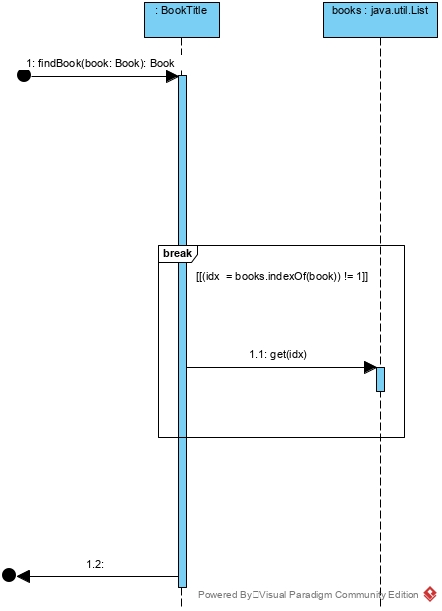 : BookTitle
books : java.util.List
1: findBook(book: Book): Book
break
[[(idx = books.indexOf(book)) != 1]]
1.1: get(idx)
1.2:
Powered By Visual Paradigm Community Edition